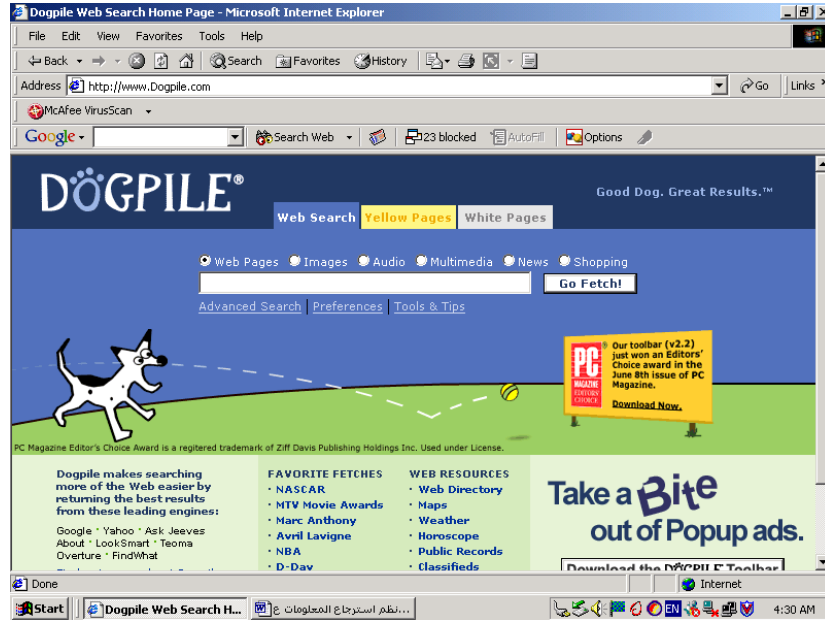 Dogpile Web Search Home Page - Microsoft Internet Explorer
File Edit View Favorites Tools Help
Back Search Favorites History
Address http://www.Dogpile.com Go Links
McAfee VirusScan
Google Search Web 23 blocked AutoFill Options
DÖGPILE®
Good Dog. Great Results.™
Web Search Yellow Pages White Pages
Web Pages Images Audio Multimedia News Shopping
Go Fetch!
Advanced Search | Preferences | Tools & Tips
PC MAGAZINE EDITORS' CHOICE
Our toolbar (v2.2)
just won an Editors'
Choice award in the
June 8th issue of PC
Magazine.
Download Now.
PC Magazine Editor's Choice Award is a regitered trademark of Ziff Davis Publishing Holdings Inc. Used under License.
Dogpile makes searching
more of the Web easier by
returning the best results
from these leading engines:
Google · Yahoo · Ask Jeeves
About · LookSmart · Teoma
Overture · FindWhat
FAVORITE FETCHES
· NASCAR
· MTV Movie Awards
· Marc Anthony
· Avril Lavigne
· NBA
· D-Day
WEB RESOURCES
· Web Directory
· Maps
· Weather
· Horoscope
· Public Records
· Classifieds
Take a Bite
out of Popup ads.
Download the DÖGPILE Toolbar
Done Internet
Start Dogpile Web Search H... نظم استرجاع المعلومات ع... EN 4:30 AM